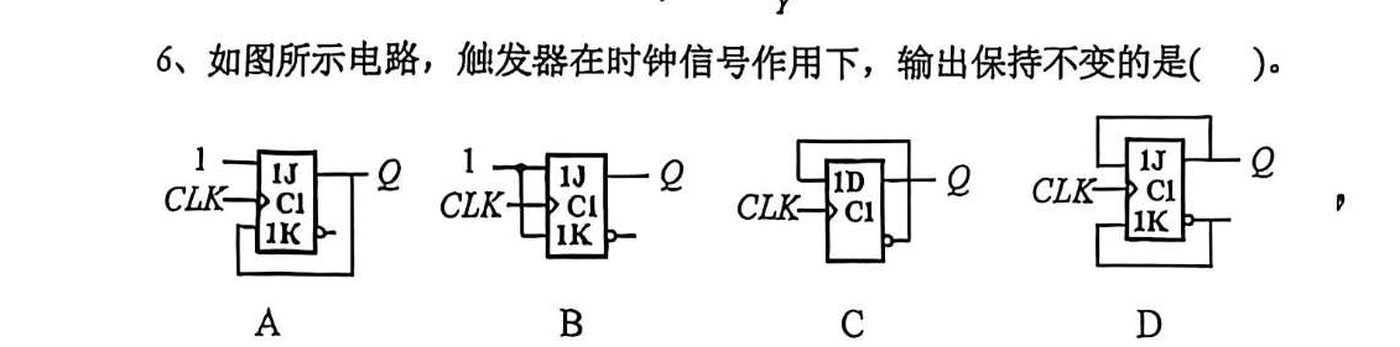 Y
6、如图所示电路，触发器在时钟信号作用下，输出保持不变的是(   )。
1 1J Q
CLK C1
1K
1 1J Q
CLK C1
1K
1D Q
CLK C1
1J Q
CLK C1
1K
A B C D